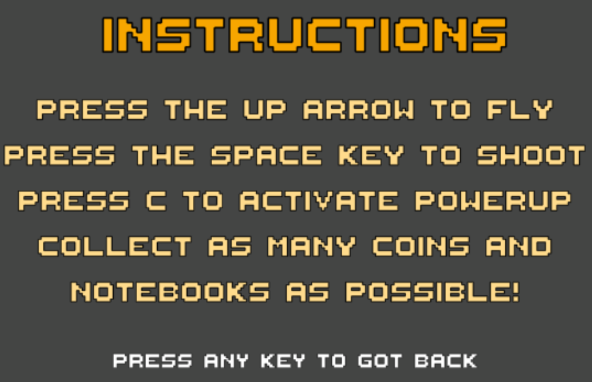 INSTRUCTIONS
PRESS THE UP ARROW TO FLY
PRESS THE SPACE KEY TO SHOOT
PRESS C TO ACTIVATE POWERUP
COLLECT AS MANY COINS AND
NOTEBOOKS AS POSSIBLE!
PRESS ANY KEY TO GOT BACK